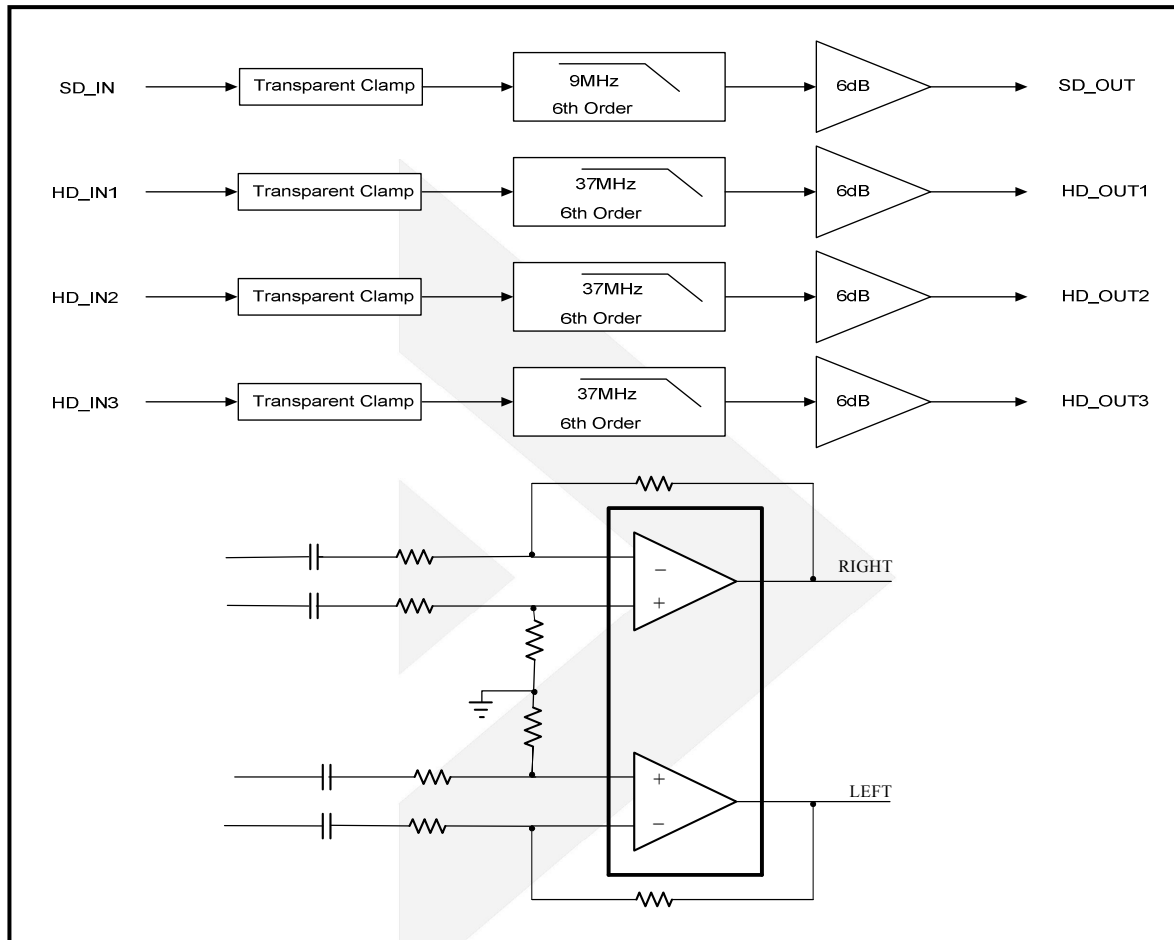 SD_IN Transparent Clamp 9MHz 6dB SD_OUT
6th Order
HD_IN1 Transparent Clamp 37MHz 6dB HD_OUT1
6th Order
HD_IN2 Transparent Clamp 37MHz 6dB HD_OUT2
6th Order
HD_IN3 Transparent Clamp 37MHz 6dB HD_OUT3
6th Order
−
RIGHT
+
+
LEFT
−